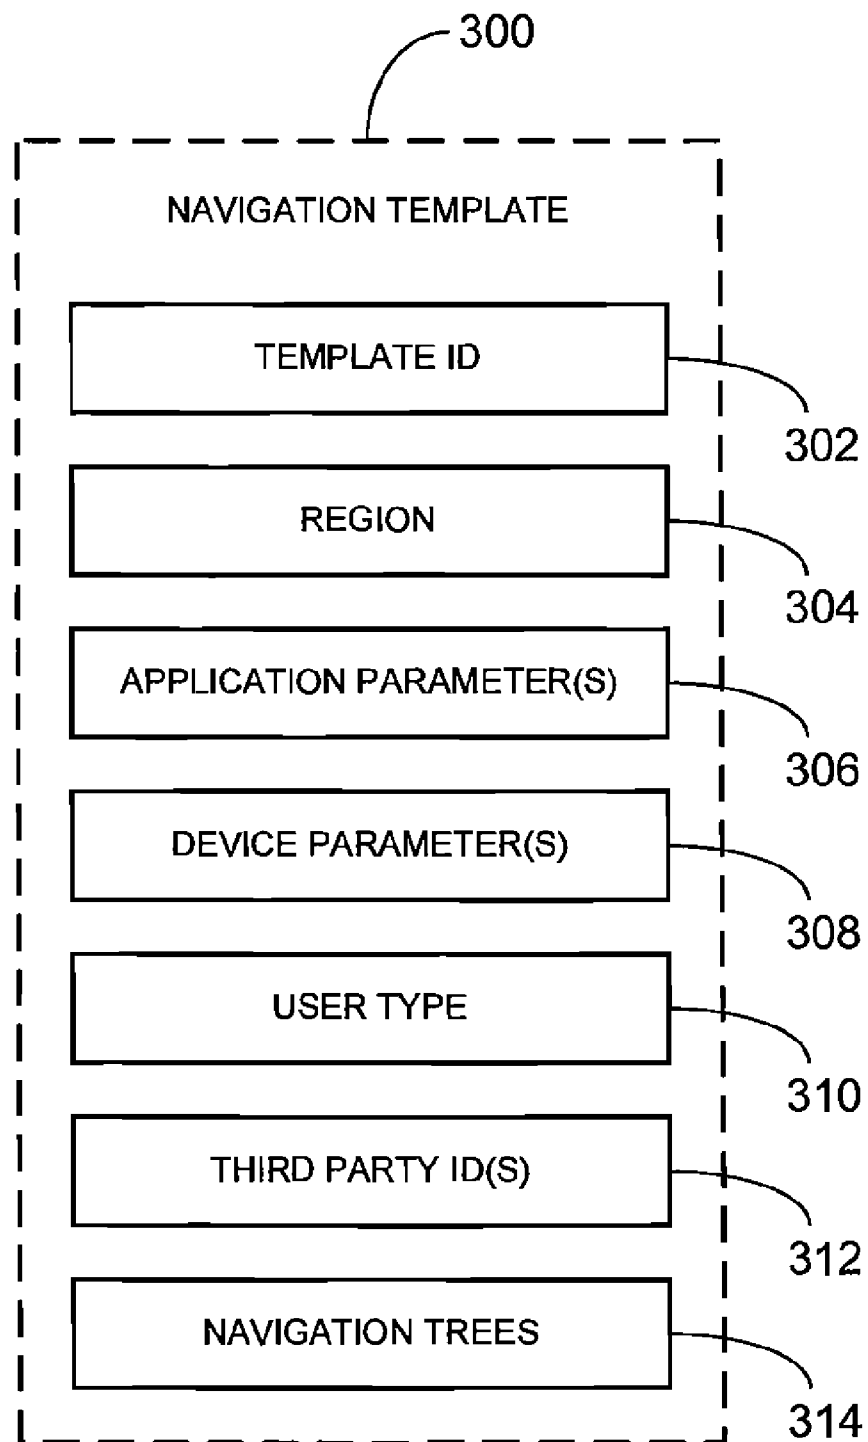 300
NAVIGATION TEMPLATE
TEMPLATE ID
302
REGION
304
APPLICATION PARAMETER(S)
306
DEVICE PARAMETER(S)
308
USER TYPE
310
THIRD PARTY ID(S)
312
NAVIGATION TREES
314